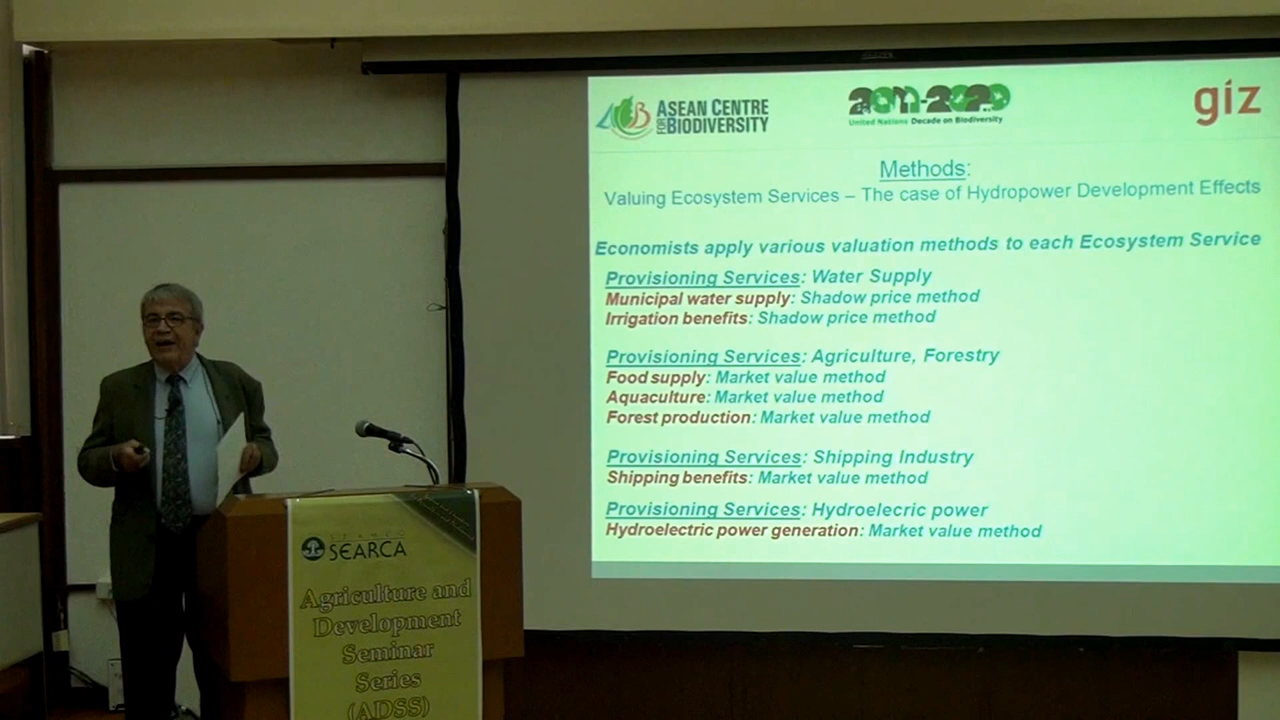 ASEAN CENTRE
FOR BIODIVERSITY
2011-2020
United Nations Decade on Biodiversity
giz
Methods:
Valuing Ecosystem Services – The case of Hydropower Development Effects
Economists apply various valuation methods to each Ecosystem Service
Provisioning Services: Water Supply
Municipal water supply: Shadow price method
Irrigation benefits: Shadow price method
Provisioning Services: Agriculture, Forestry
Food supply: Market value method
Aquaculture: Market value method
Forest production: Market value method
Provisioning Services: Shipping Industry
Shipping benefits: Market value method
Provisioning Services: Hydroelecric power
Hydroelectric power generation: Market value method
SEARCA
Agriculture and
Development
Seminar
Series
(ADSS)